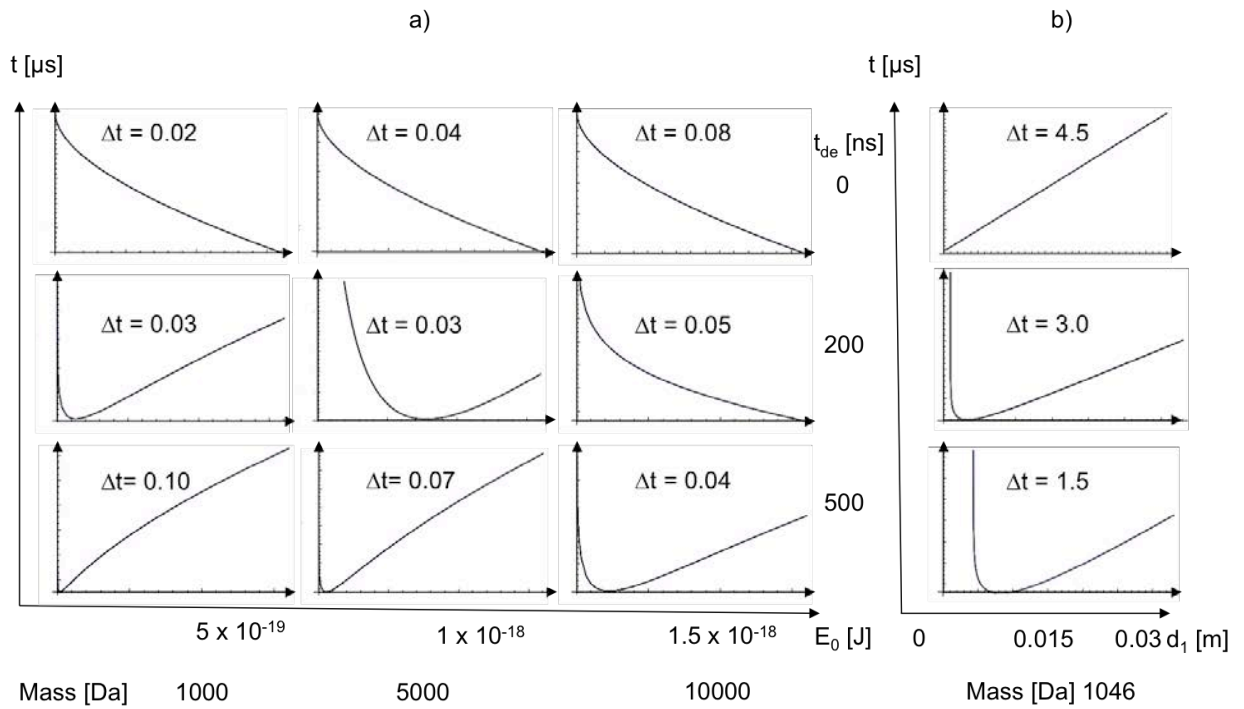 a) b)
t [µs] t [µs]
Δt = 0.02 Δt = 0.04 Δt = 0.08 t_de [ns] Δt = 4.5
0
Δt = 0.03 Δt = 0.03 Δt = 0.05 200 Δt = 3.0
Δt= 0.10 Δt= 0.07 Δt = 0.04 500 Δt = 1.5
5 x 10⁻¹⁹ 1 x 10⁻¹⁸ 1.5 x 10⁻¹⁸ E₀ [J] 0 0.015 0.03 d₁ [m]
Mass [Da] 1000 5000 10000 Mass [Da] 1046